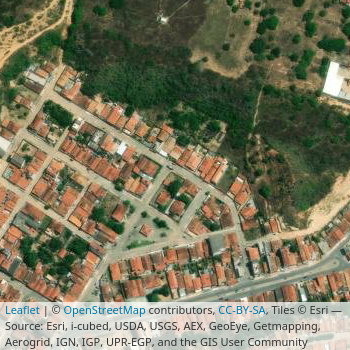 Leaflet | © OpenStreetMap contributors, CC-BY-SA, Tiles © Esri —
Source: Esri, i-cubed, USDA, USGS, AEX, GeoEye, Getmapping,
Aerogrid, IGN, IGP, UPR-EGP, and the GIS User Community